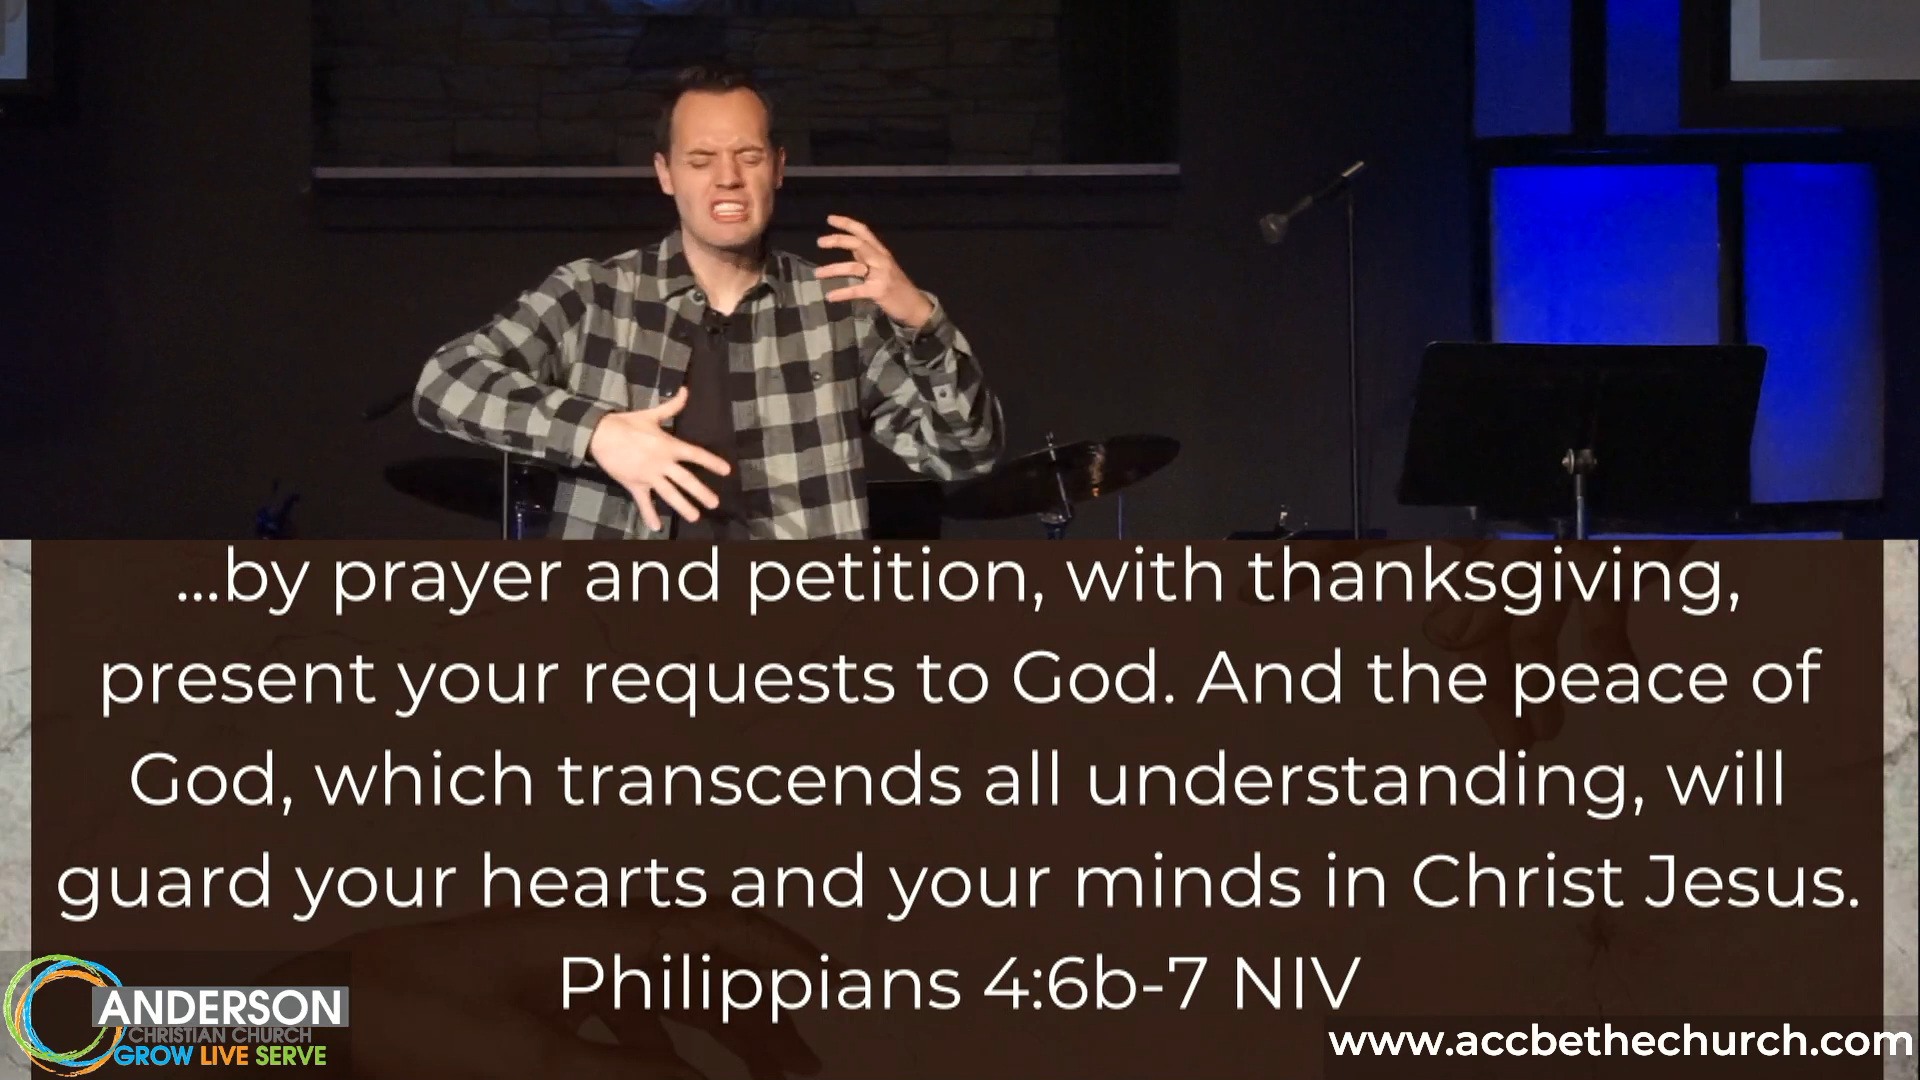 ...by prayer and petition, with thanksgiving,
present your requests to God. And the peace of
God, which transcends all understanding, will
guard your hearts and your minds in Christ Jesus.
Philippians 4:6b-7 NIV
ANDERSON
CHRISTIAN CHURCH
GROW LIVE SERVE
www.accbethechurch.com